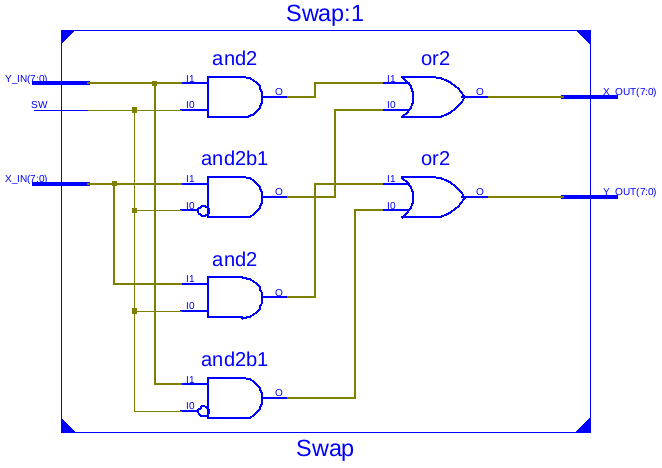 Swap:1
and2 or2
Y_IN(7:0) I1 O I1 O X_OUT(7:0)
SW I0 I0
and2b1 or2
X_IN(7:0) I1 O I1 O Y_OUT(7:0)
I0 I0
and2
I1 O
I0
and2b1
I1 O
I0
Swap